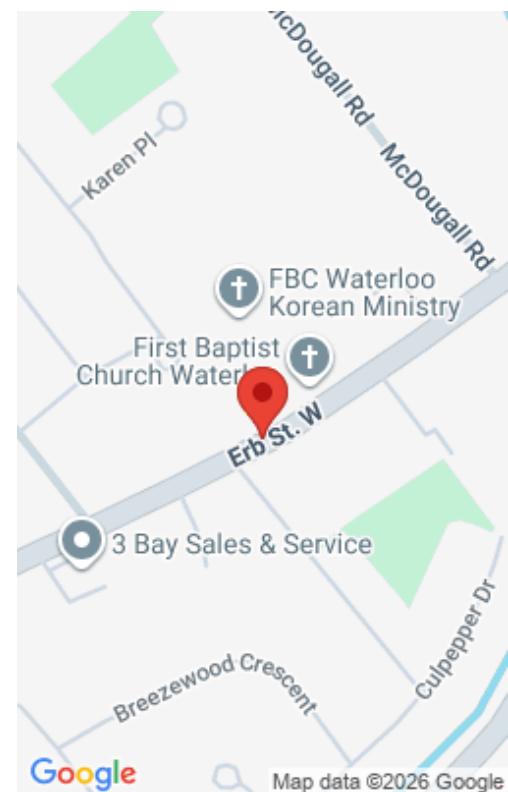 McDougall Rd
McDougall Rd
Karen Pl
FBC Waterloo
Korean Ministry
First Baptist
Church
Erb St. W
3 Bay Sales & Service
Culpepper Dr
Breezewood Crescent
Google
Map data ©2026 Google